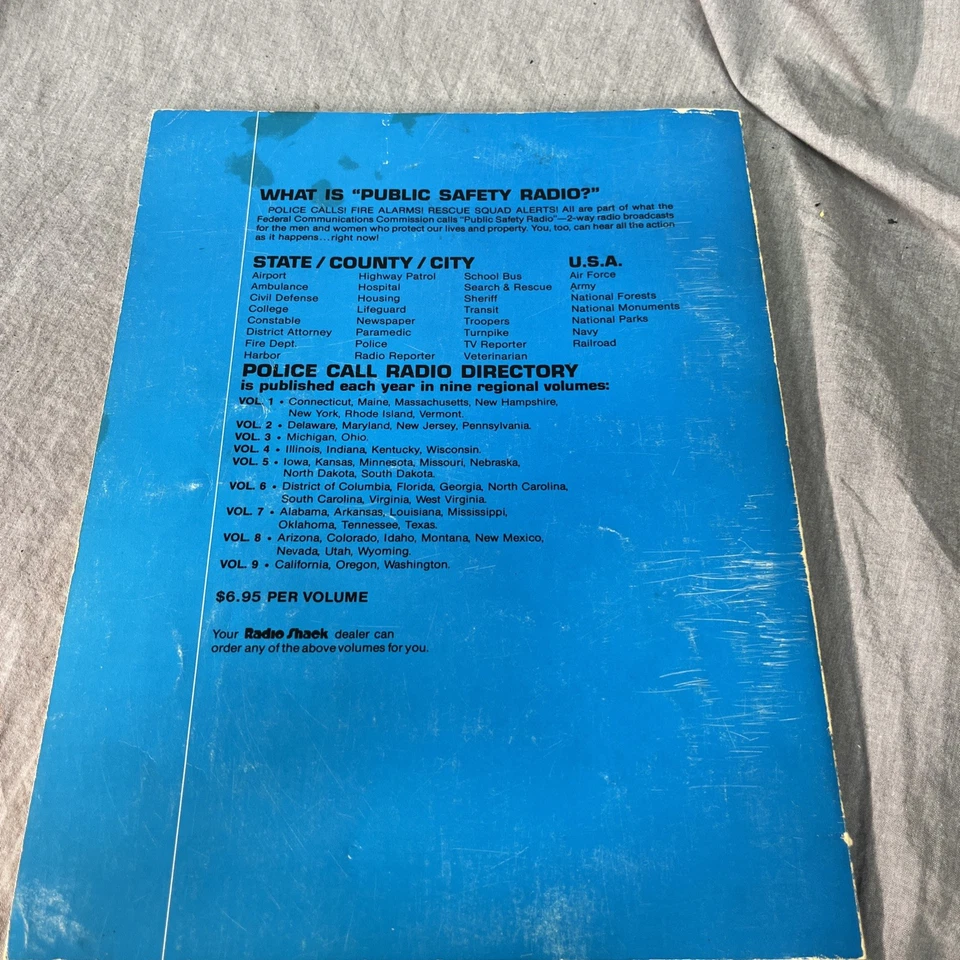 WHAT IS "PUBLIC SAFETY RADIO?"
POLICE CALLS! FIRE ALARMS! RESCUE SQUAD ALERTS! All are part of what the
Federal Communications Commission calls "Public Safety Radio"—2-way radio broadcasts
for the men and women who protect our lives and property. You, too, can hear all the action
as it happens...right now!
STATE / COUNTY / CITY U.S.A.
Airport Highway Patrol School Bus Air Force
Ambulance Hospital Search & Rescue Army
Civil Defense Housing Sheriff National Forests
College Lifeguard Transit National Monuments
Constable Newspaper Troopers National Parks
District Attorney Paramedic Turnpike Navy
Fire Dept. Police TV Reporter Railroad
Harbor Radio Reporter Veterinarian
POLICE CALL RADIO DIRECTORY
is published each year in nine regional volumes:
VOL. 1 • Connecticut, Maine, Massachusetts, New Hampshire,
New York, Rhode Island, Vermont.
VOL. 2 • Delaware, Maryland, New Jersey, Pennsylvania.
VOL. 3 • Michigan, Ohio.
VOL. 4 • Illinois, Indiana, Kentucky, Wisconsin.
VOL. 5 • Iowa, Kansas, Minnesota, Missouri, Nebraska,
North Dakota, South Dakota.
VOL. 6 • District of Columbia, Florida, Georgia, North Carolina,
South Carolina, Virginia, West Virginia.
VOL. 7 • Alabama, Arkansas, Louisiana, Mississippi,
Oklahoma, Tennessee, Texas.
VOL. 8 • Arizona, Colorado, Idaho, Montana, New Mexico,
Nevada, Utah, Wyoming.
VOL. 9 • California, Oregon, Washington.
$6.95 PER VOLUME
Your Radio Shack dealer can
order any of the above volumes for you.